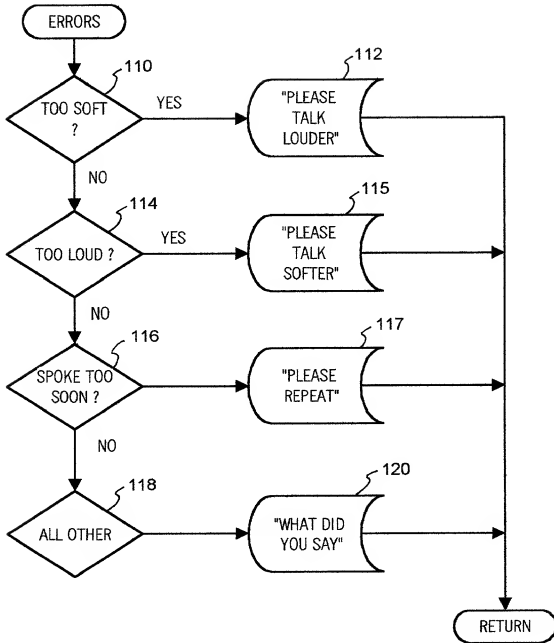 ERRORS
110
TOO SOFT
?
YES
112
"PLEASE
TALK
LOUDER"
NO
114
TOO LOUD ?
YES
115
"PLEASE
TALK
SOFTER"
NO
116
SPOKE TOO
SOON ?
117
"PLEASE
REPEAT"
NO
118
ALL OTHER
120
"WHAT DID
YOU SAY"
RETURN